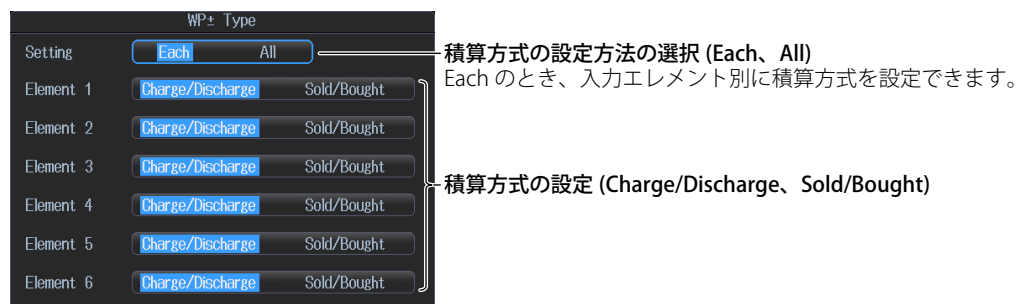 WP± Type
Setting Each All
積算方式の設定方法の選択 (Each、All)
Each のとき、入力エレメント別に積算方式を設定できます。
Element 1 Charge/Discharge Sold/Bought
Element 2 Charge/Discharge Sold/Bought
Element 3 Charge/Discharge Sold/Bought
積算方式の設定 (Charge/Discharge、Sold/Bought)
Element 4 Charge/Discharge Sold/Bought
Element 5 Charge/Discharge Sold/Bought
Element 6 Charge/Discharge Sold/Bought